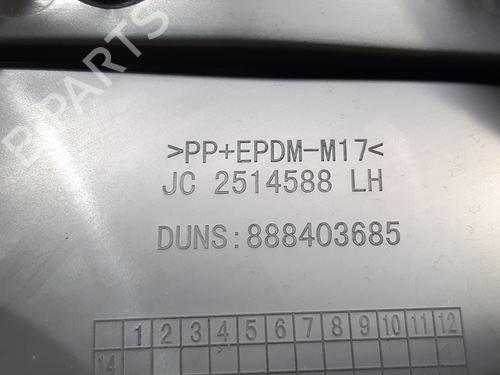 B-PARTS
>PP+EPDM-M17<
JC 2514588 LH
DUNS:888403685
1 2 3 4 5 6 7 8 9 10 11 12
14